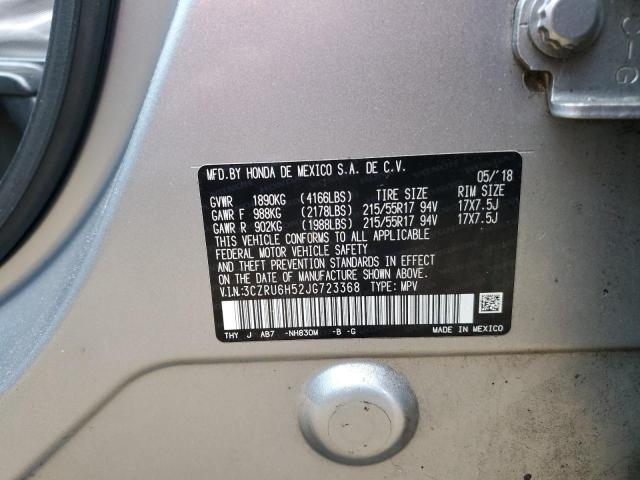 MFD.BY HONDA DE MEXICO S.A. DE C.V.
05/'18
GVWR 1890KG (4166LBS) TIRE SIZE RIM SIZE
GAWR F 988KG (2178LBS) 215/55R17 94V 17X7.5J
GAWR R 902KG (1988LBS) 215/55R17 94V 17X7.5J
THIS VEHICLE CONFORMS TO ALL APPLICABLE
FEDERAL MOTOR VEHICLE SAFETY
AND THEFT PREVENTION STANDARDS IN EFFECT ON
THE DATE OF MANUFACTURE SHOWN ABOVE.
V.I.N:3CZRU6H52JG723368 TYPE: MPV
THY J AB7 -NH830M -B -G MADE IN MEXICO